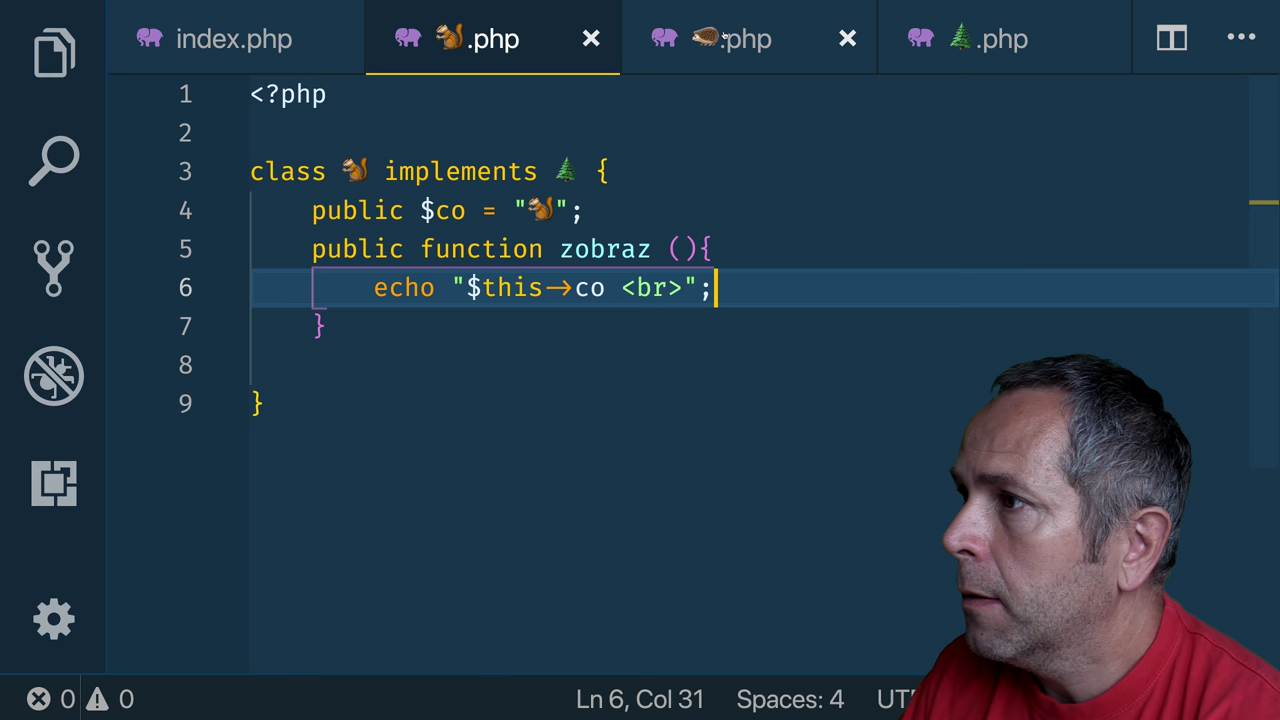 index.php
🐿️.php
🦔.php
🌲.php
1 <?php
2
3 class 🐿️ implements 🌲 {
4 public $co = "🐿️";
5 public function zobraz (){
6 echo "$this->co <br>";
7 }
8
9 }
0 0 Ln 6, Col 31 Spaces: 4